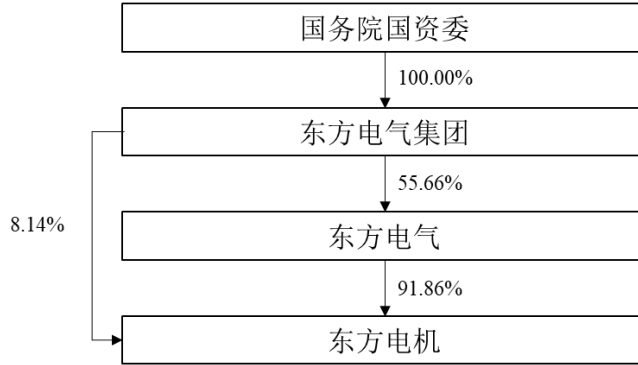 国务院国资委
100.00%
东方电气集团
55.66%
8.14%
东方电气
91.86%
东方电机